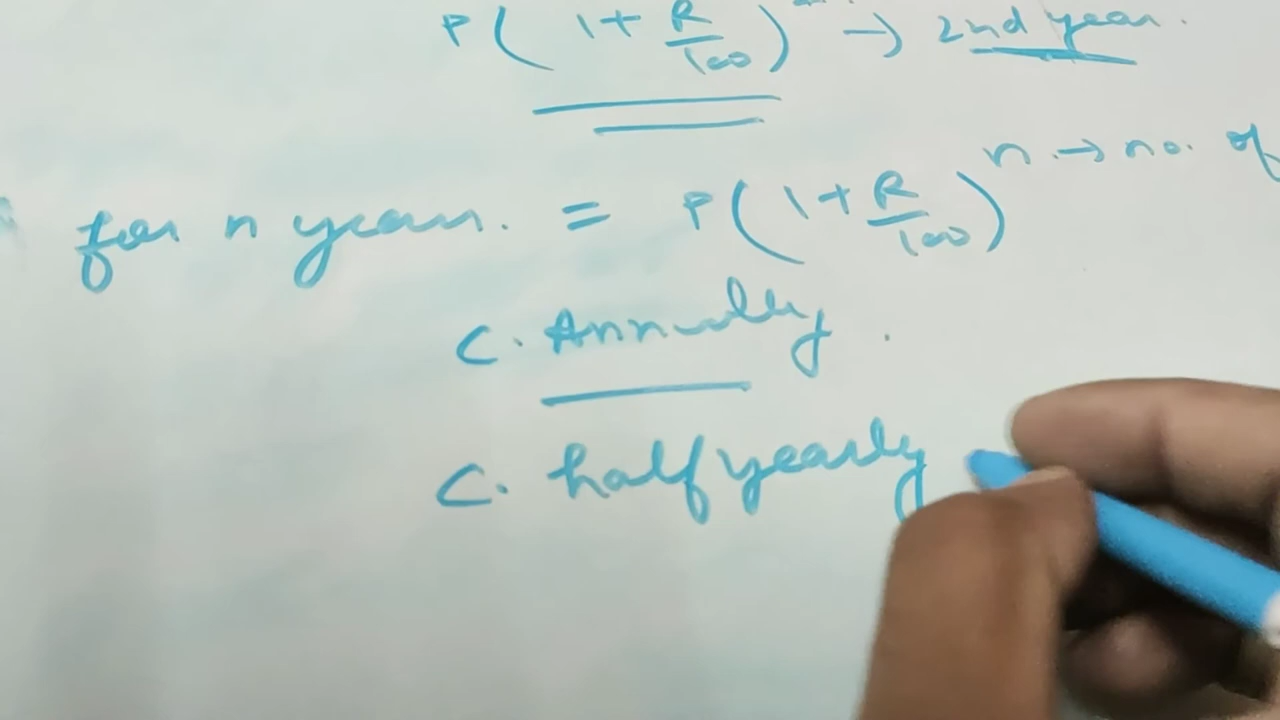 P(1+R/100) → 2nd year.
for n years. = P(1+R/100)^n → no. of
C. Annually.
C. half yearly